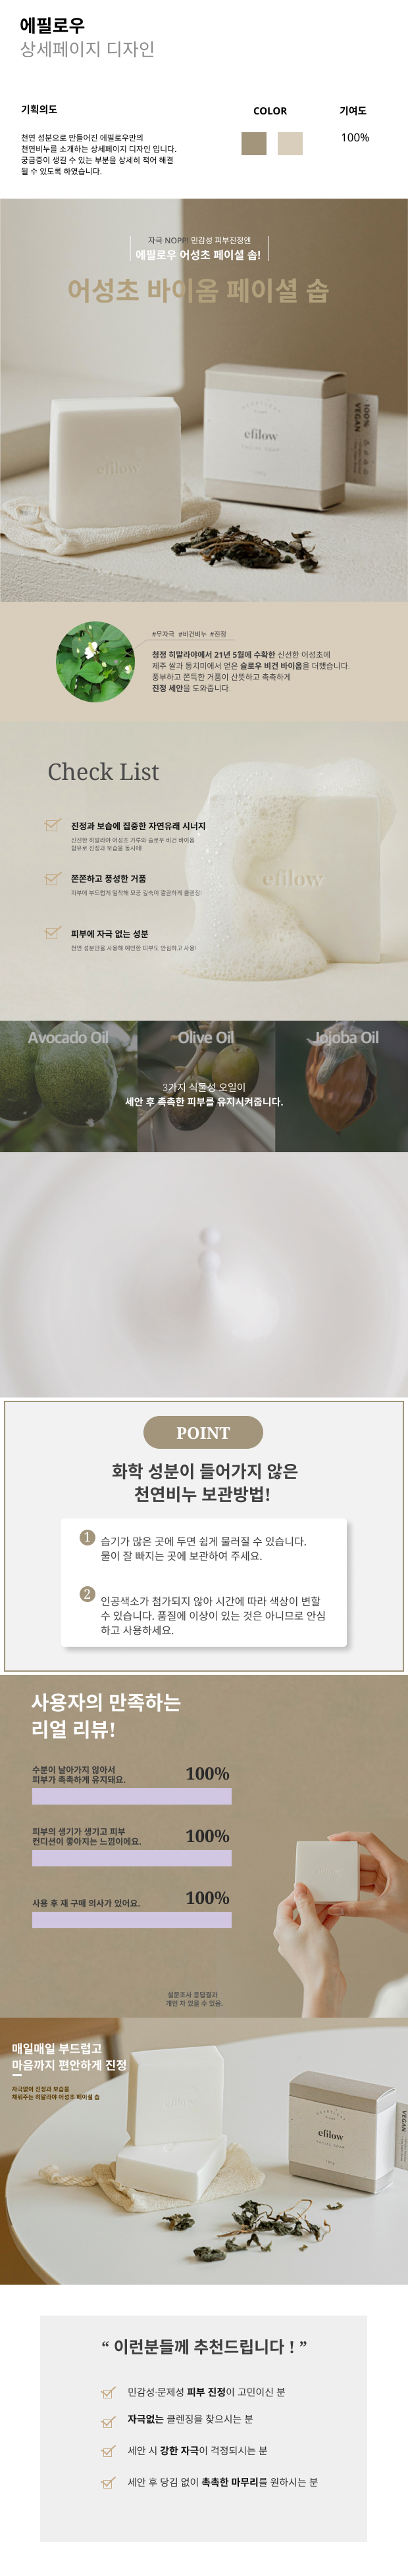 에필로우
상세페이지 디자인
기획의도
COLOR
기여도
천연 성분으로 만들어진 에필로우만의
천연비누를 소개하는 상세페이지 디자인 입니다.
궁금증이 생길 수 있는 부분을 상세히 적어 해결
될 수 있도록 하였습니다.
100%
자극 NOPP! 민감성 피부진정엔
에필로우 어성초 페이셜 솝!
어성초 바이옴 페이셜 솝
efilow
efilow
FACIAL SOAP
100%
VEGAN
#무자극 #비건비누 #진정
청정 히말라야에서 21년 5월에 수확한 신선한 어성초에
제주 쌀과 동치미에서 얻은 슬로우 비건 바이옴을 더했습니다.
풍부하고 쫀득한 거품이 산뜻하고 촉촉하게
진정 세안을 도와줍니다.
Check List
진정과 보습에 집중한 자연유래 시너지
신선한 히말라야 어성초 가루와 슬로우 비건 바이옴
함유로 진정과 보습을 동시에!
쫀쫀하고 풍성한 거품
피부에 부드럽게 밀착해 모공 깊숙이 깔끔하게 클렌징!
피부에 자극 없는 성분
천연 성분만을 사용해 예민한 피부도 안심하고 사용!
efilow
Avocado Oil
Olive Oil
Jojoba Oil
3가지 식물성 오일이
세안 후 촉촉한 피부를 유지시켜줍니다.
POINT
화학 성분이 들어가지 않은
천연비누 보관방법!
1 습기가 많은 곳에 두면 쉽게 물러질 수 있습니다.
물이 잘 빠지는 곳에 보관하여 주세요.
2 인공색소가 첨가되지 않아 시간에 따라 색상이 변할
수 있습니다. 품질에 이상이 있는 것은 아니므로 안심
하고 사용하세요.
사용자의 만족하는
리얼 리뷰!
수분이 날아가지 않아서
피부가 촉촉하게 유지돼요.
100%
피부의 생기가 생기고 피부
컨디션이 좋아지는 느낌이에요.
100%
사용 후 재 구매 의사가 있어요.
100%
설문조사 응답결과
개인 차 있을 수 있음.
매일매일 부드럽고
마음까지 편안하게 진정
자극없이 진정과 보습을
채워주는 히말라야 어성초 페이셜 솝
efilow
efilow
FACIAL SOAP
VEGAN
“ 이런분들께 추천드립니다 ! ”
민감성·문제성 피부 진정이 고민이신 분
자극없는 클렌징을 찾으시는 분
세안 시 강한 자극이 걱정되시는 분
세안 후 당김 없이 촉촉한 마무리를 원하시는 분